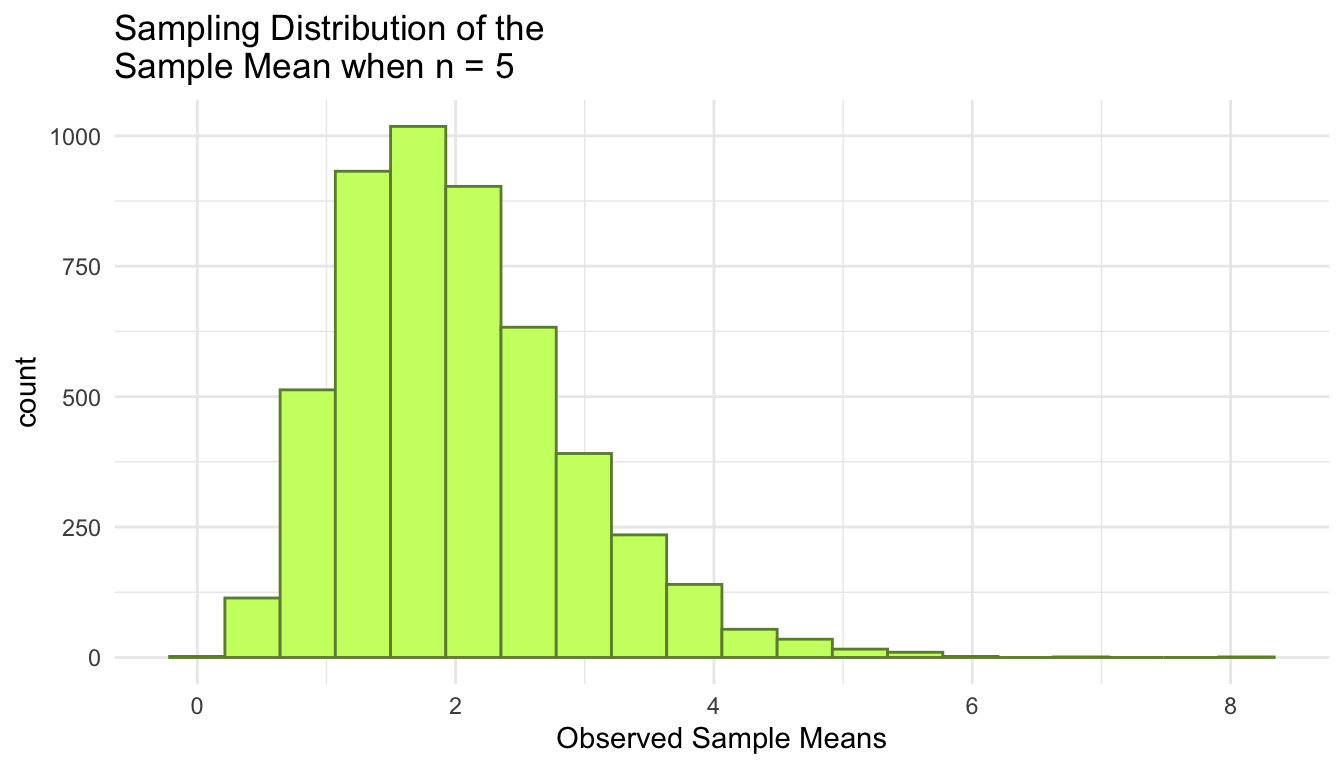 Sampling Distribution of the
Sample Mean when n = 5
1000
750
500
250
0
count
0 2 4 6 8
Observed Sample Means